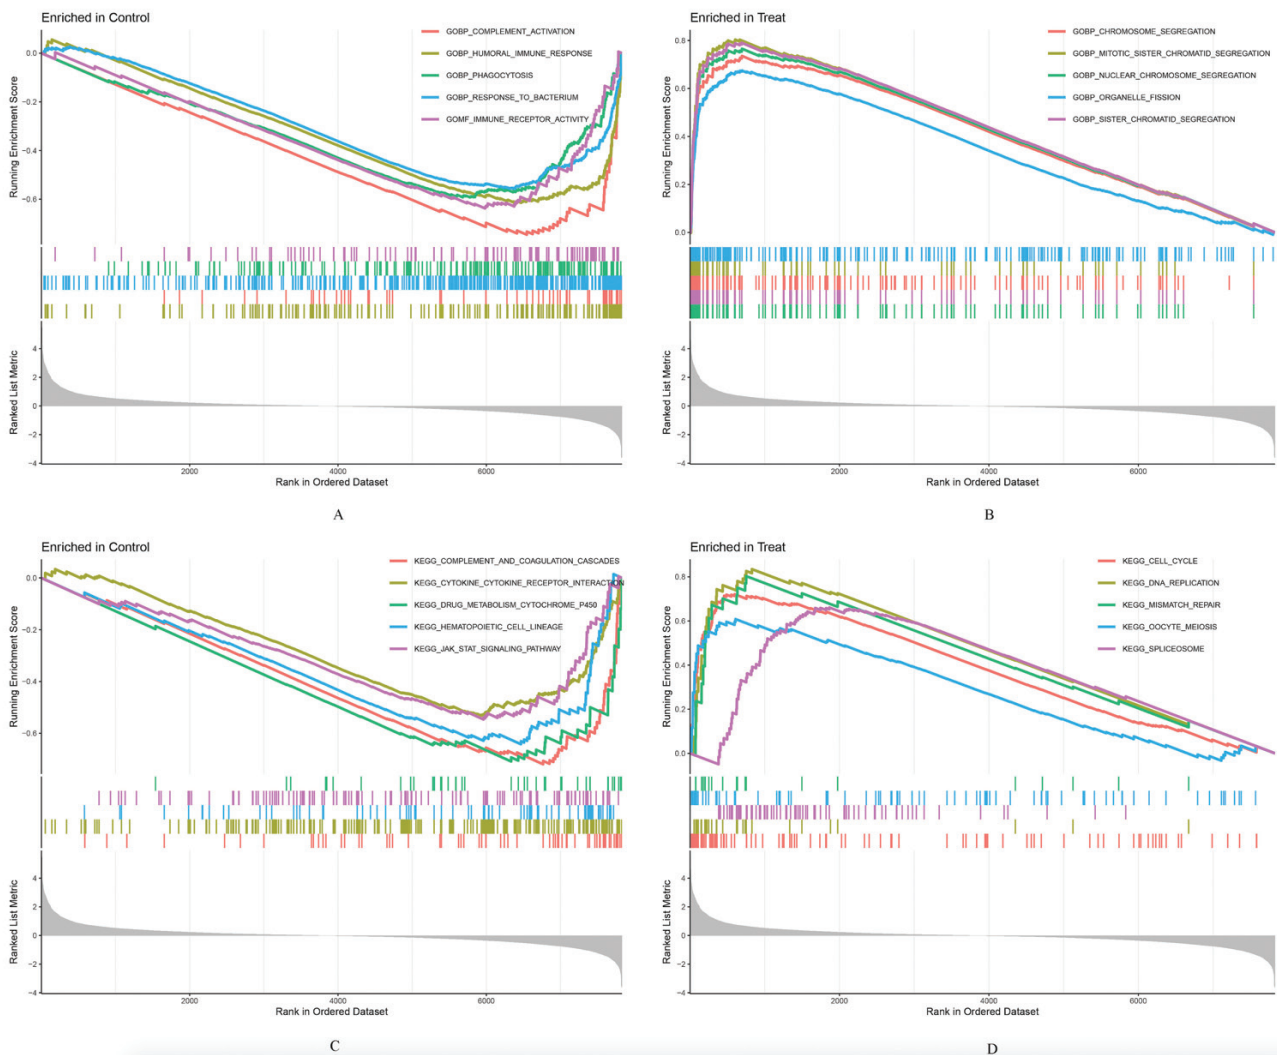 Enriched in Control
Running Enrichment Score
0.0
−0.2
−0.4
−0.6
GOBP_COMPLEMENT_ACTIVATION
GOBP_HUMORAL_IMMUNE_RESPONSE
GOBP_PHAGOCYTOSIS
GOBP_RESPONSE_TO_BACTERIUM
GOMF_IMMUNE_RECEPTOR_ACTIVITY
Ranked List Metric
4
2
0
−2
−4
2000 4000 6000
Rank in Ordered Dataset
A
Enriched in Treat
Running Enrichment Score
0.8
0.6
0.4
0.2
0.0
GOBP_CHROMOSOME_SEGREGATION
GOBP_MITOTIC_SISTER_CHROMATID_SEGREGATION
GOBP_NUCLEAR_CHROMOSOME_SEGREGATION
GOBP_ORGANELLE_FISSION
GOBP_SISTER_CHROMATID_SEGREGATION
Ranked List Metric
4
2
0
−2
−4
2000 4000 6000
Rank in Ordered Dataset
B
Enriched in Control
Running Enrichment Score
0.0
−0.2
−0.4
−0.6
KEGG_COMPLEMENT_AND_COAGULATION_CASCADES
KEGG_CYTOKINE_CYTOKINE_RECEPTOR_INTERACTION
KEGG_DRUG_METABOLISM_CYTOCHROME_P450
KEGG_HEMATOPOIETIC_CELL_LINEAGE
KEGG_JAK_STAT_SIGNALING_PATHWAY
Ranked List Metric
4
2
0
−2
−4
2000 4000 6000
Rank in Ordered Dataset
C
Enriched in Treat
Running Enrichment Score
0.8
0.6
0.4
0.2
0.0
KEGG_CELL_CYCLE
KEGG_DNA_REPLICATION
KEGG_MISMATCH_REPAIR
KEGG_OOCYTE_MEIOSIS
KEGG_SPLICEOSOME
Ranked List Metric
4
2
0
−2
−4
2000 4000 6000
Rank in Ordered Dataset
D